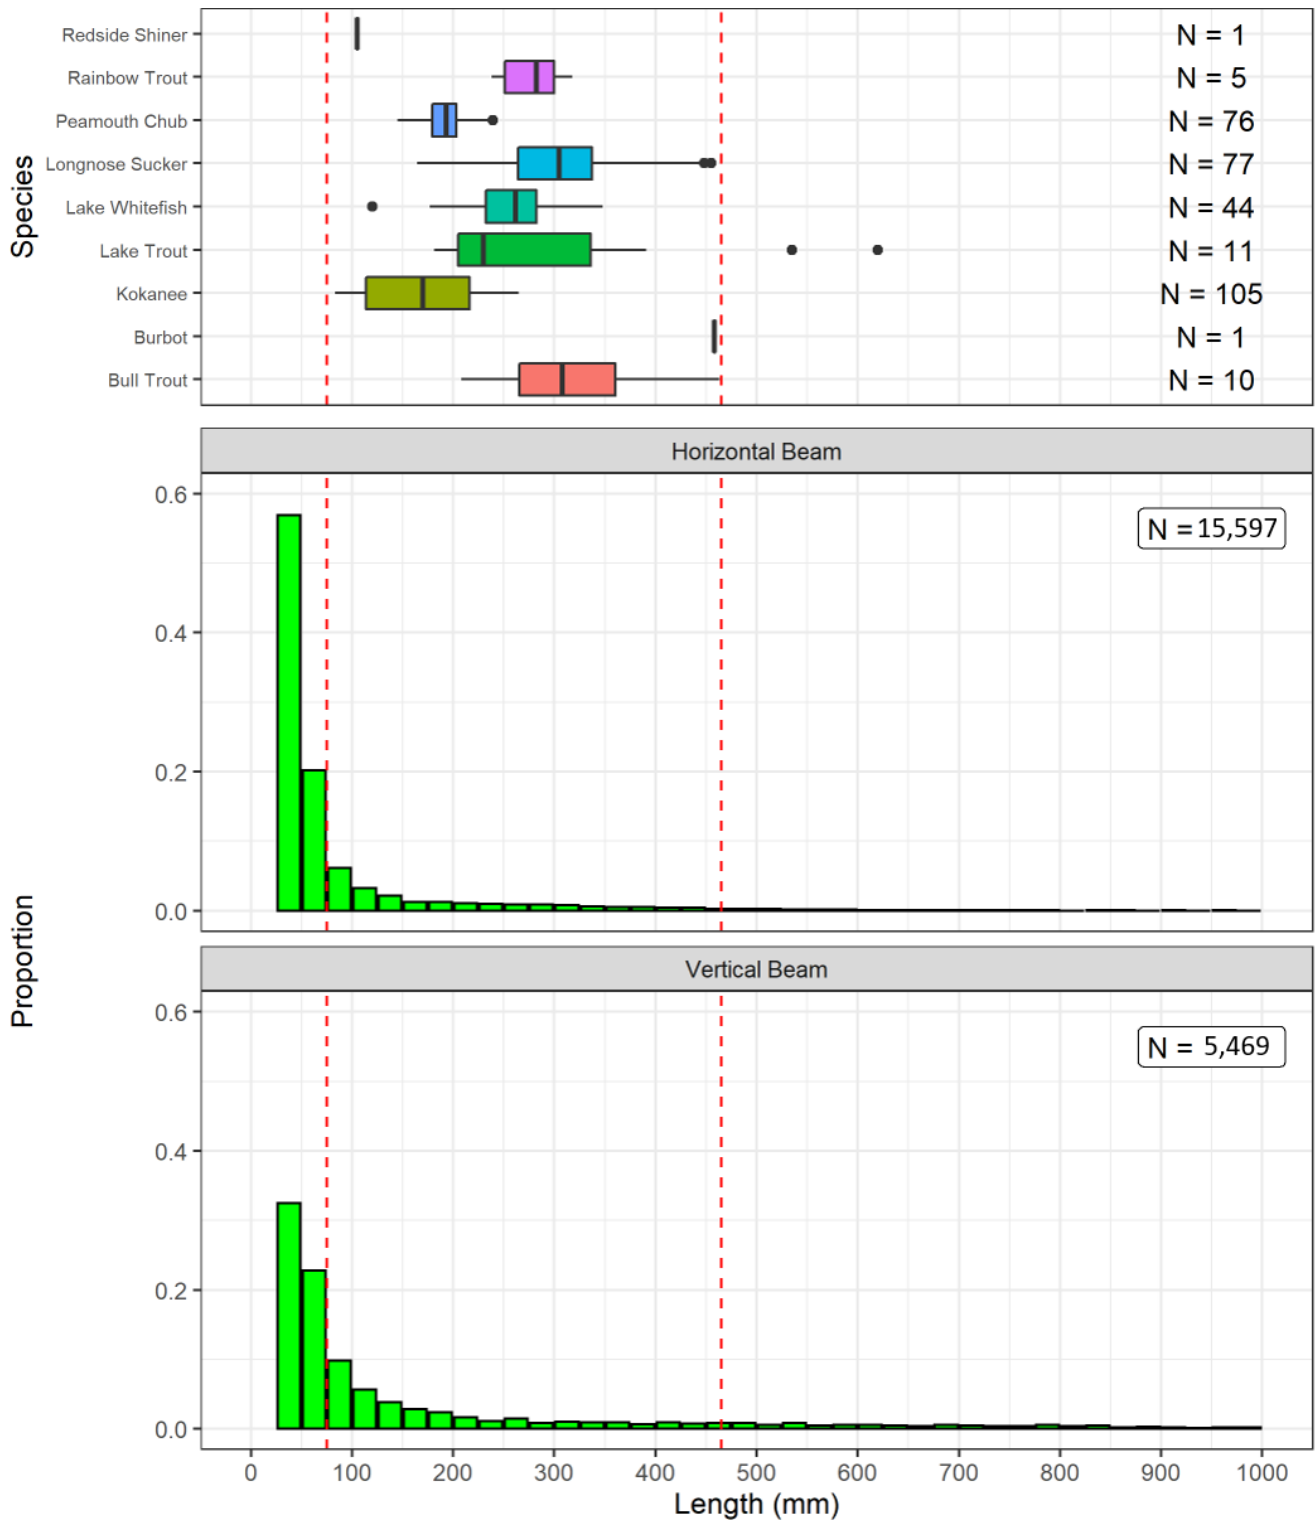 Species
Redside Shiner
N = 1
Rainbow Trout
N = 5
Peamouth Chub
N = 76
Longnose Sucker
N = 77
Lake Whitefish
N = 44
Lake Trout
N = 11
Kokanee
N = 105
Burbot
N = 1
Bull Trout
N = 10
Proportion
Horizontal Beam
N = 15,597
0.6
0.4
0.2
0.0
Vertical Beam
N = 5,469
0.6
0.4
0.2
0.0
0 100 200 300 400 500 600 700 800 900 1000
Length (mm)